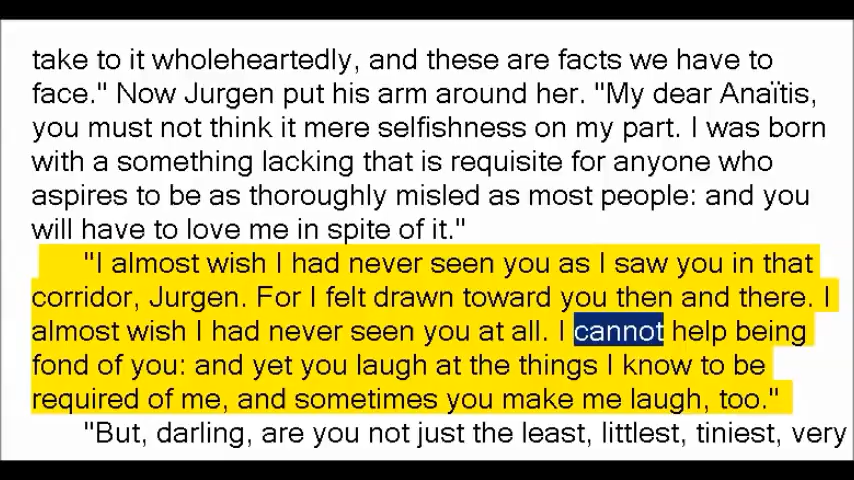 take to it wholeheartedly, and these are facts we have to
face." Now Jurgen put his arm around her. "My dear Anaïtis,
you must not think it mere selfishness on my part. I was born
with a something lacking that is requisite for anyone who
aspires to be as thoroughly misled as most people: and you
will have to love me in spite of it."
"I almost wish I had never seen you as I saw you in that
corridor, Jurgen. For I felt drawn toward you then and there. I
almost wish I had never seen you at all. I cannot help being
fond of you: and yet you laugh at the things I know to be
required of me, and sometimes you make me laugh, too."
"But, darling, are you not just the least, littlest, tiniest, very